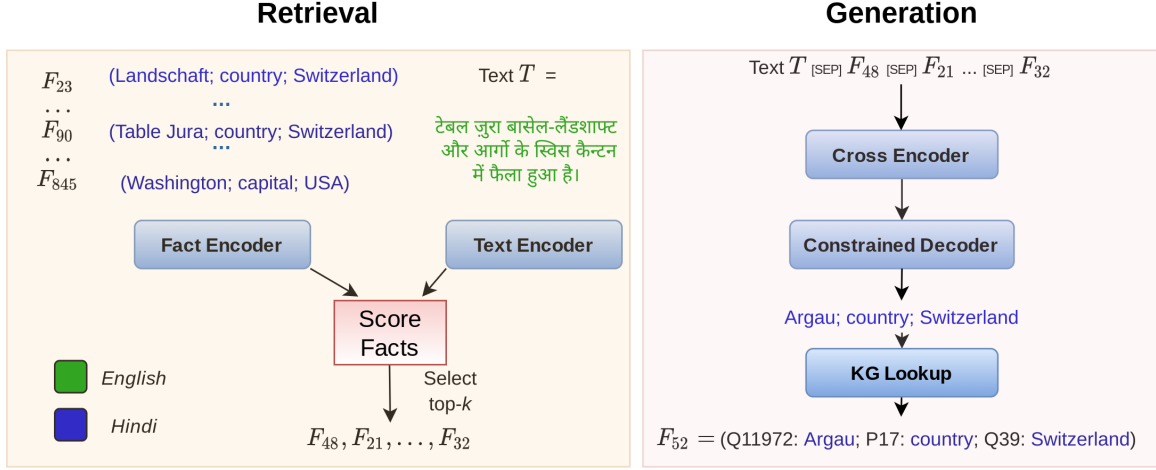 Retrieval
F23 (Landschaft; country; Switzerland)
... ...
F90 (Table Jura; country; Switzerland)
... ...
F845 (Washington; capital; USA)
Text T =
टेबल ज़ुरा बासेल-लैंडशाफ्ट
और आर्गो के स्विस कैन्टन
में फैला हुआ है।
Fact Encoder
Text Encoder
Score
Facts
Select
top-k
English
Hindi
F48, F21, ..., F32
Generation
Text T [SEP] F48 [SEP] F21 ... [SEP] F32
Cross Encoder
Constrained Decoder
Argau; country; Switzerland
KG Lookup
F52 = (Q11972: Argau; P17: country; Q39: Switzerland)